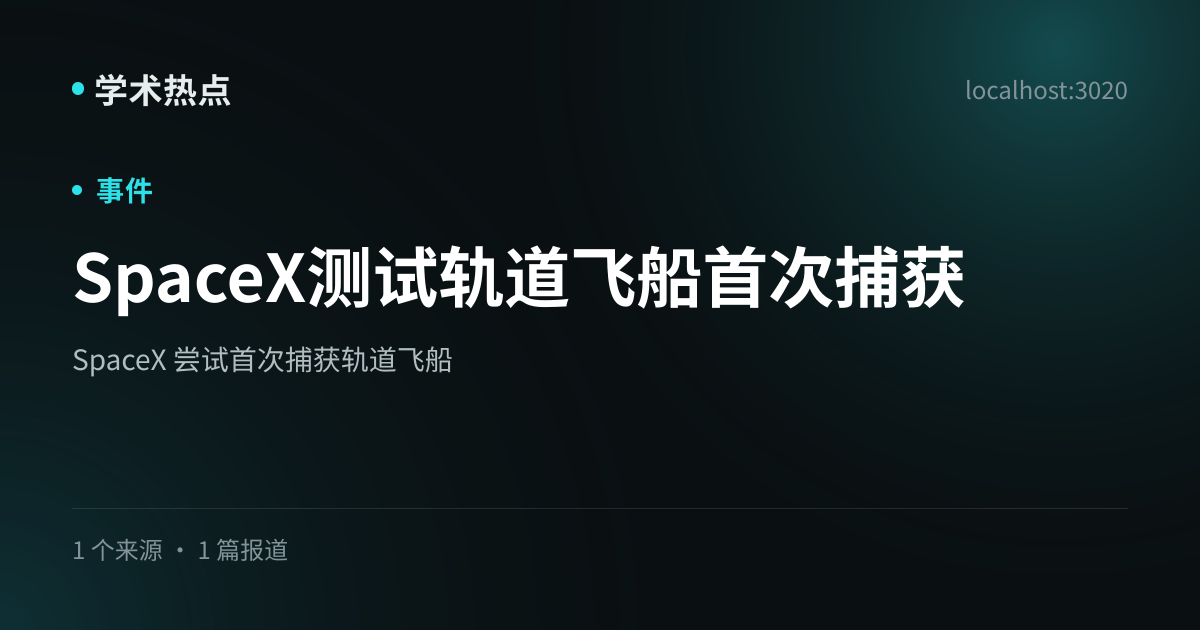 学术热点
localhost:3020
事件
SpaceX测试轨道飞船首次捕获
SpaceX 尝试首次捕获轨道飞船
1 个来源 · 1 篇报道